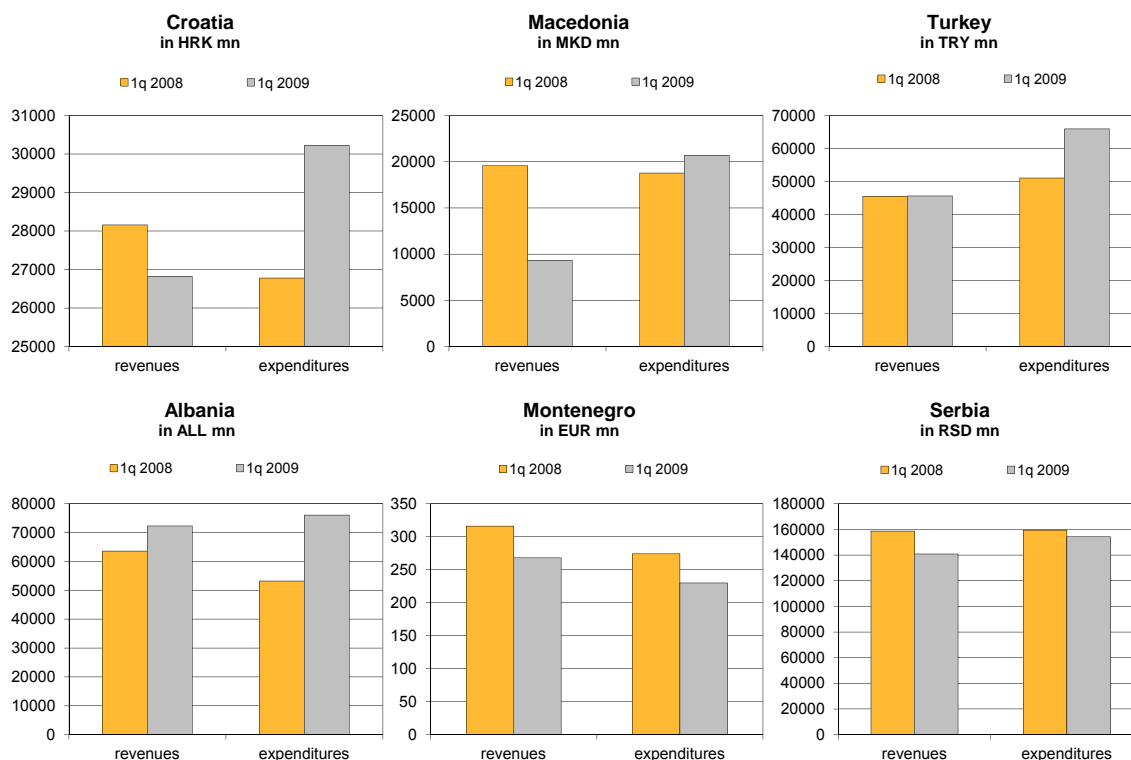 Croatia
in HRK mn
1q 2008 1q 2009
31000
30000
29000
28000
27000
26000
25000
revenues expenditures
Macedonia
in MKD mn
1q 2008 1q 2009
25000
20000
15000
10000
5000
0
revenues expenditures
Turkey
in TRY mn
1q 2008 1q 2009
70000
60000
50000
40000
30000
20000
10000
0
revenues expenditures
Albania
in ALL mn
1q 2008 1q 2009
80000
70000
60000
50000
40000
30000
20000
10000
0
revenues expenditures
Montenegro
in EUR mn
1q 2008 1q 2009
350
300
250
200
150
100
50
0
revenues expenditures
Serbia
in RSD mn
1q 2008 1q 2009
180000
160000
140000
120000
100000
80000
60000
40000
20000
0
revenues expenditures